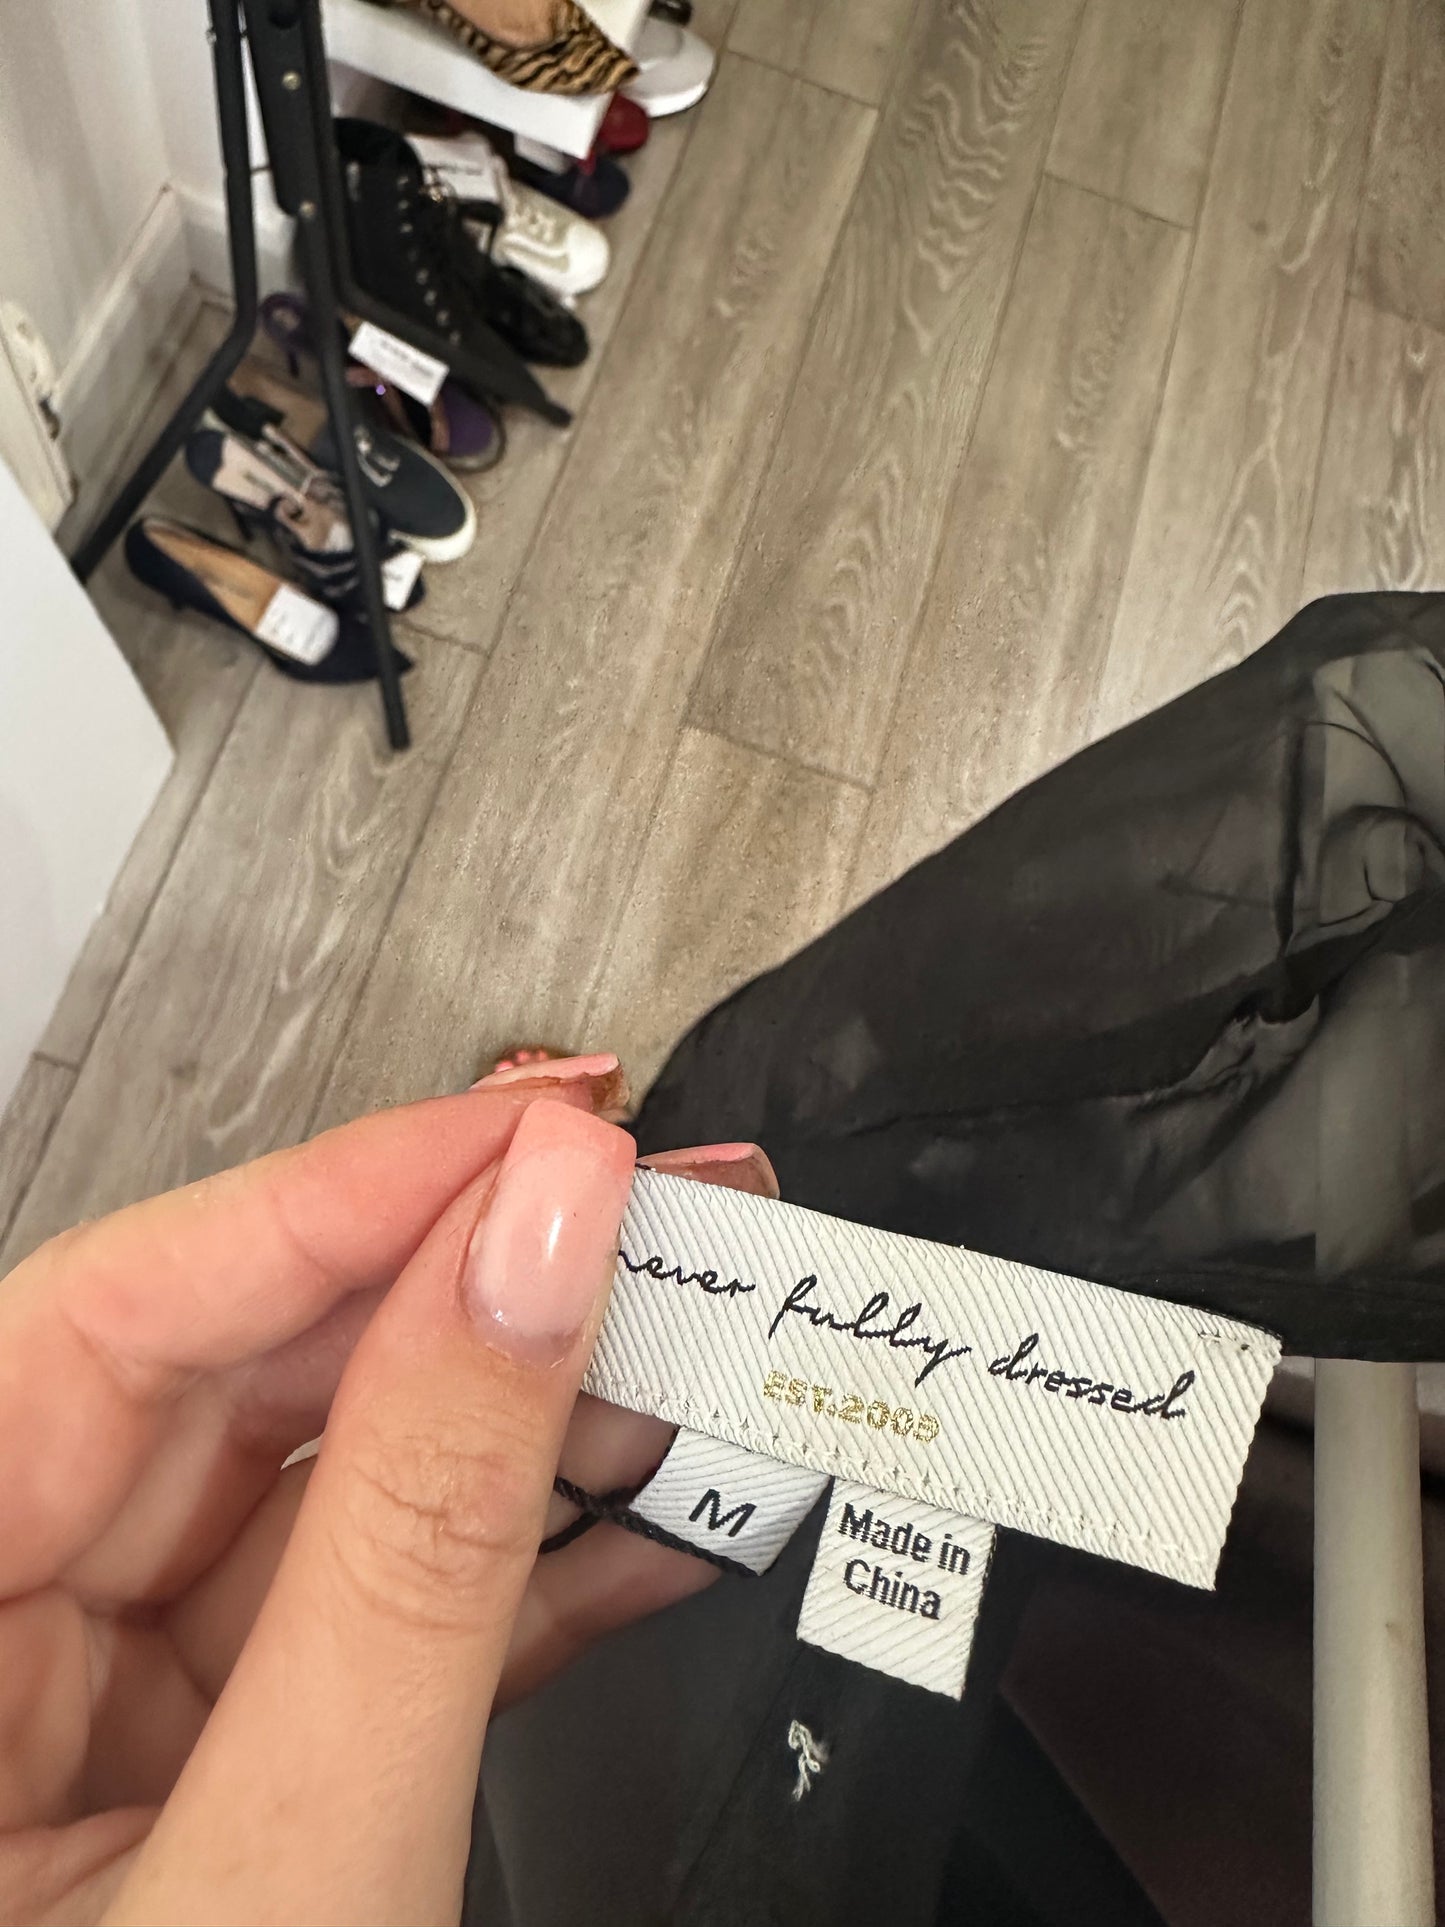 never fully dressed
EST.2009
M
Made in
China